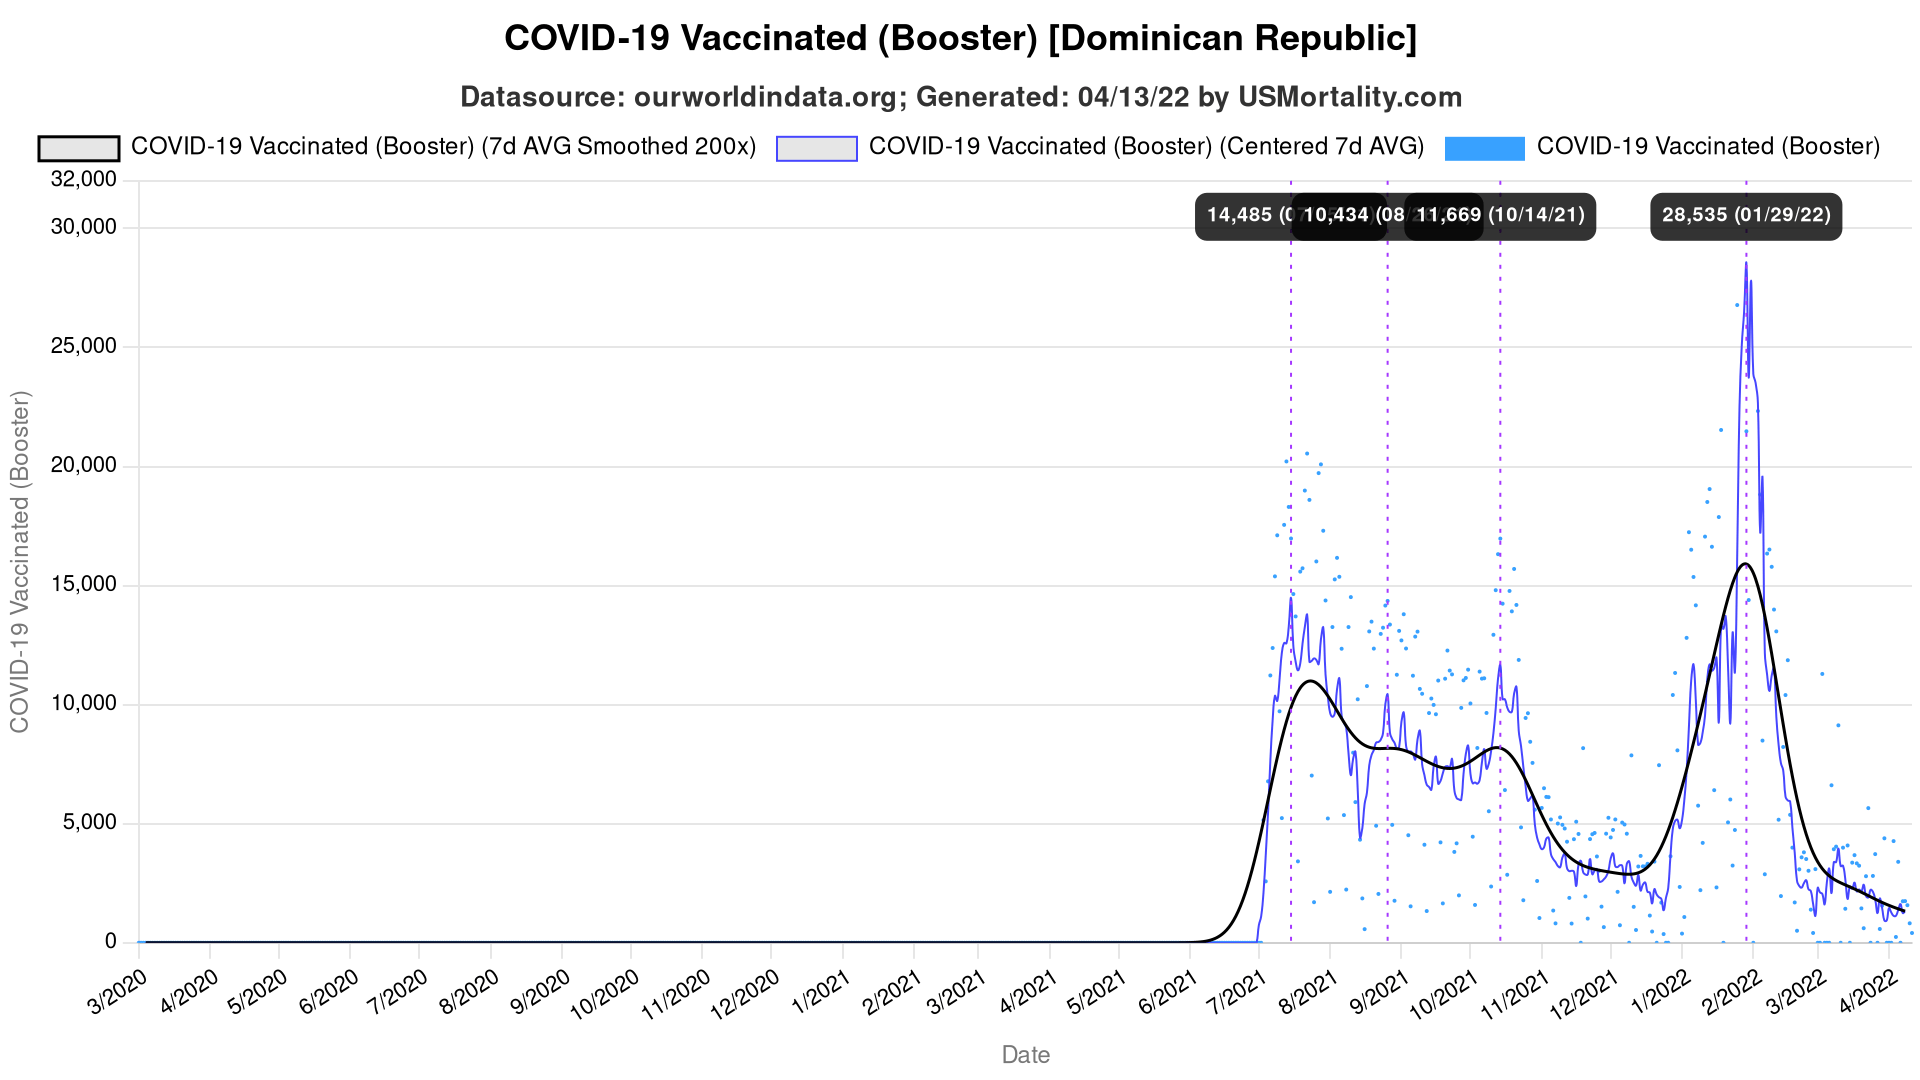 COVID-19 Vaccinated (Booster) [Dominican Republic]
Datasource: ourworldindata.org; Generated: 04/13/22 by USMortality.com
COVID-19 Vaccinated (Booster) (7d AVG Smoothed 200x) COVID-19 Vaccinated (Booster) (Centered 7d AVG) COVID-19 Vaccinated (Booster)
32,000
14,485 (0 10,434 (08/ 11,669 (10/14/21) 28,535 (01/29/22)
30,000
25,000
20,000
15,000
10,000
5,000
0
COVID-19 Vaccinated (Booster)
3/2020 4/2020 5/2020 6/2020 7/2020 8/2020 9/2020 10/2020 11/2020 12/2020 1/2021 2/2021 3/2021 4/2021 5/2021 6/2021 7/2021 8/2021 9/2021 10/2021 11/2021 12/2021 1/2022 2/2022 3/2022 4/2022
Date